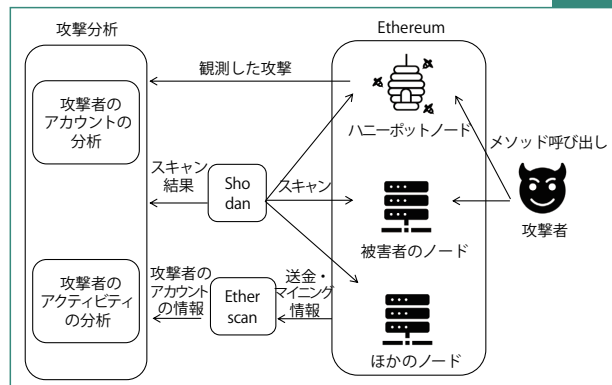 攻撃分析
Ethereum
観測した攻撃
攻撃者の
アカウントの
分析
ハニーポットノード
メソッド呼び出し
スキャン
結果
Sho
dan
スキャン
攻撃者
被害者のノード
攻撃者の
アクティビティ
の分析
攻撃者の
アカウント
の情報
Ether
scan
送金・
マイニング
情報
ほかのノード